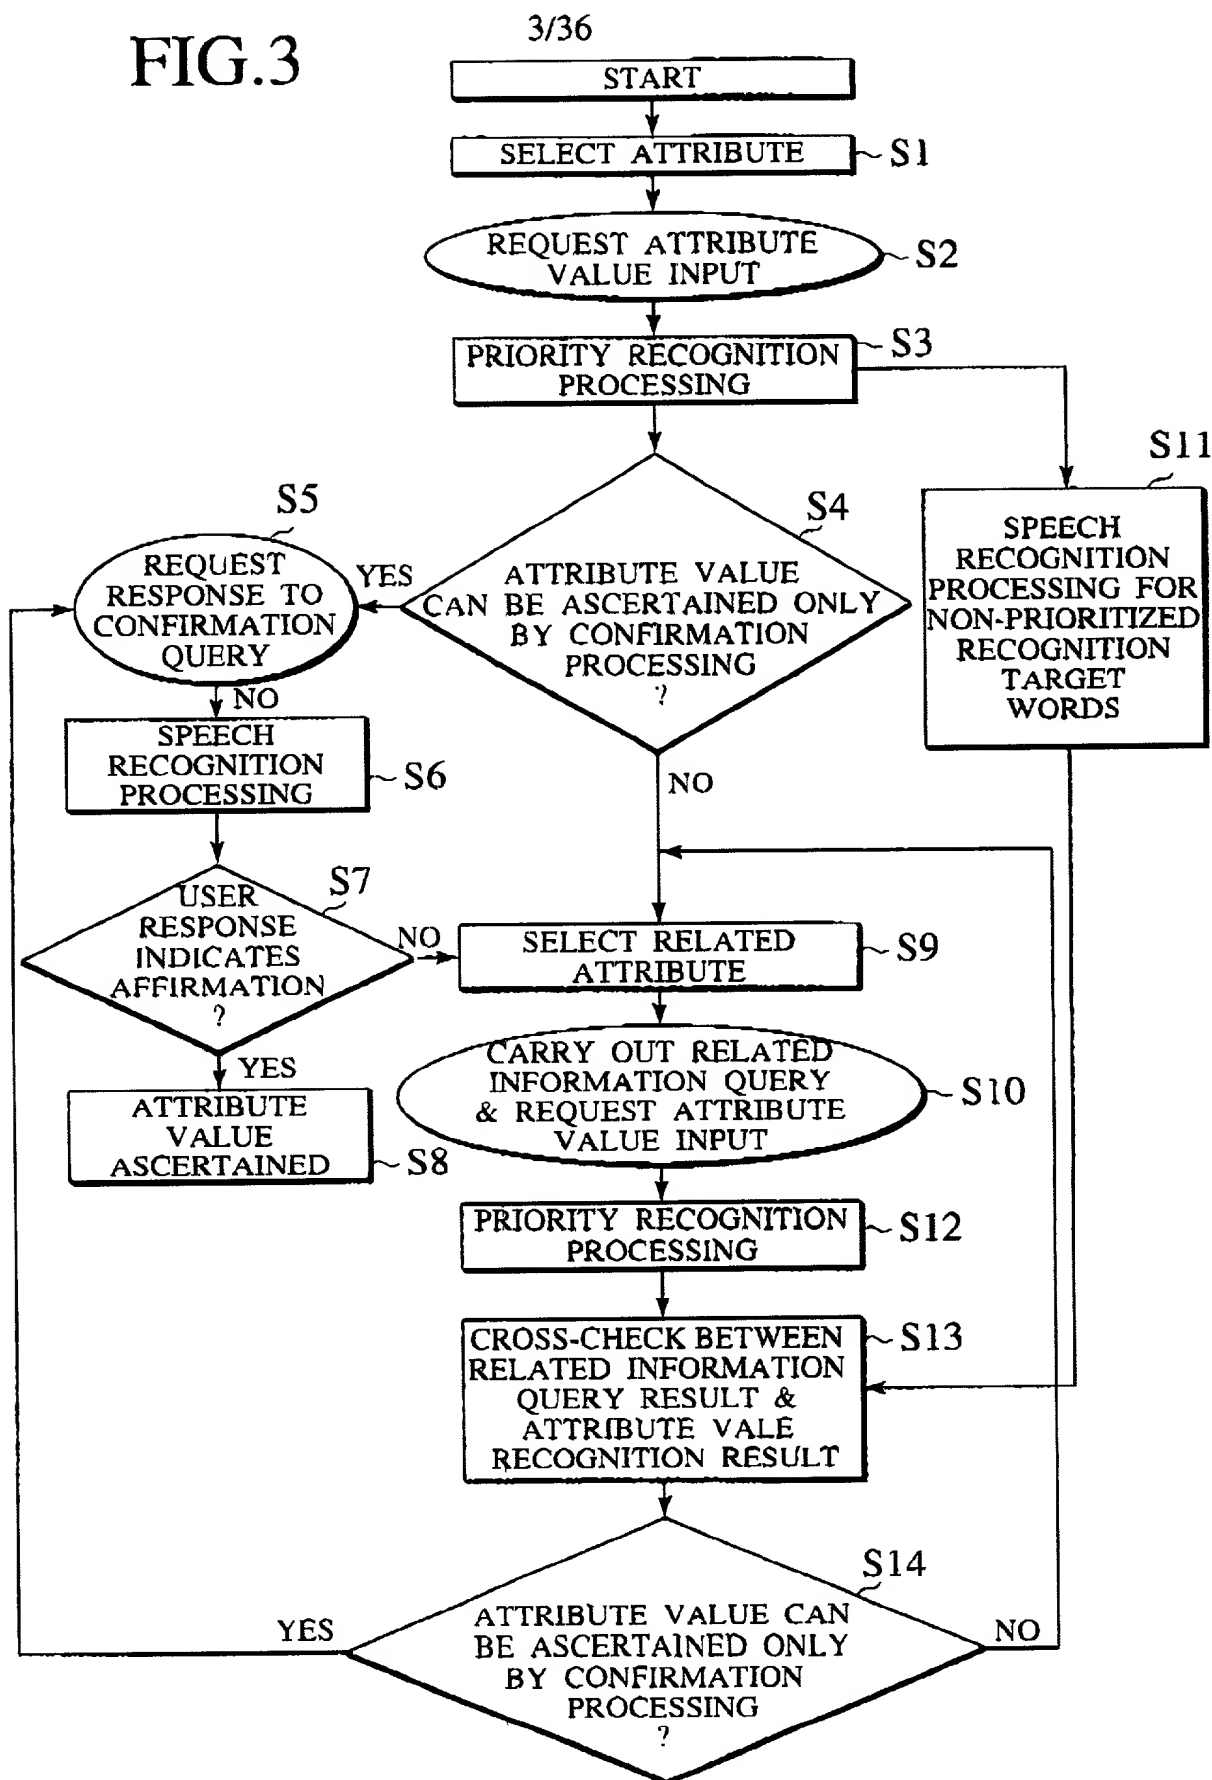 3/36
FIG.3
START
SELECT ATTRIBUTE
S1
REQUEST ATTRIBUTE
VALUE INPUT
S2
PRIORITY RECOGNITION
PROCESSING
S3
S4
ATTRIBUTE VALUE
CAN BE ASCERTAINED ONLY
BY CONFIRMATION
PROCESSING
?
YES
NO
S11
SPEECH
RECOGNITION
PROCESSING FOR
NON-PRIORITIZED
RECOGNITION
TARGET
WORDS
S5
REQUEST
RESPONSE TO
CONFIRMATION
QUERY
NO
SPEECH
RECOGNITION
PROCESSING
S6
S7
USER
RESPONSE
INDICATES
AFFIRMATION
?
NO
YES
ATTRIBUTE
VALUE
ASCERTAINED
S8
SELECT RELATED
ATTRIBUTE
S9
CARRY OUT RELATED
INFORMATION QUERY
& REQUEST ATTRIBUTE
VALUE INPUT
S10
PRIORITY RECOGNITION
PROCESSING
S12
CROSS-CHECK BETWEEN
RELATED INFORMATION
QUERY RESULT &
ATTRIBUTE VALE
RECOGNITION RESULT
S13
S14
ATTRIBUTE VALUE CAN
BE ASCERTAINED ONLY
BY CONFIRMATION
PROCESSING
?
YES
NO